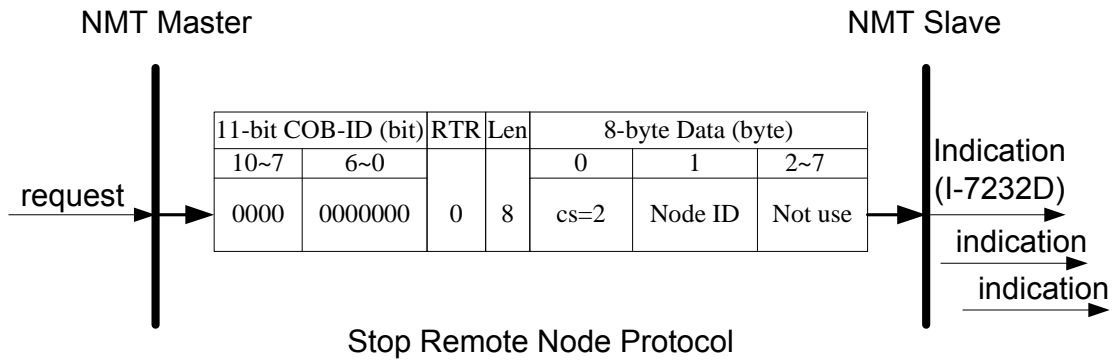 NMT Master NMT Slave
11-bit COB-ID (bit) RTR Len 8-byte Data (byte)
10~7 6~0 0 1 2~7
request 0000 0000000 0 8 cs=2 Node ID Not use
Indication
(I-7232D)
indication
indication
Stop Remote Node Protocol